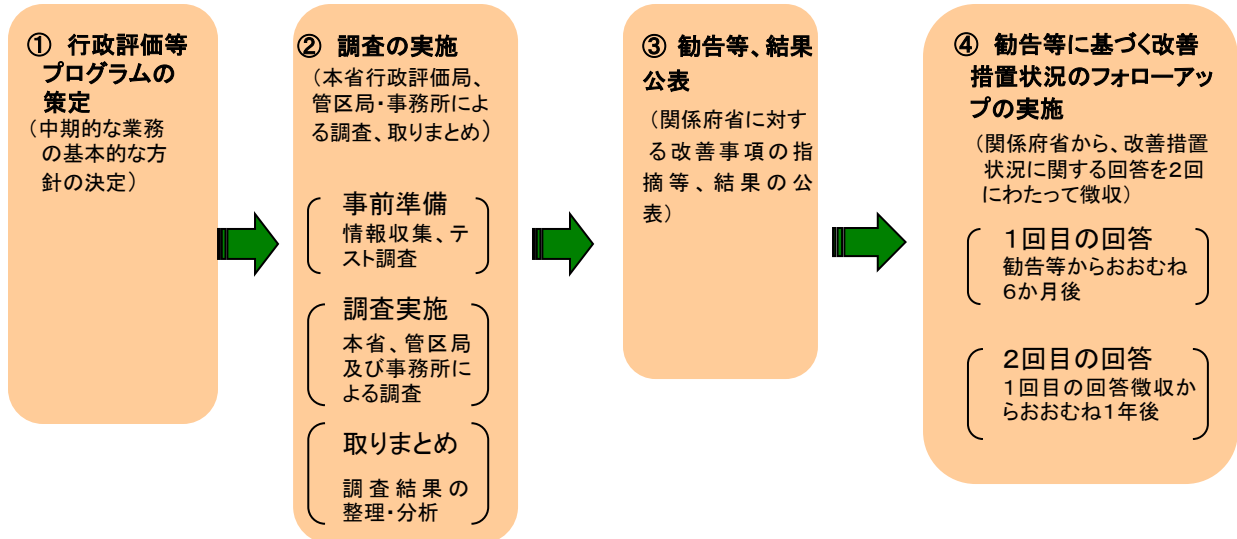 ① 行政評価等
プログラムの
策定
（中期的な業務
の基本的な方
針の決定）
② 調査の実施
（本省行政評価局、
管区局・事務所によ
る調査、取りまとめ）
事前準備
情報収集、テ
スト調査
調査実施
本省、管区局
及び事務所に
よる調査
取りまとめ
調査結果の
整理・分析
③ 勧告等、結果
公表
（関係府省に対す
る改善事項の指
摘等、結果の公
表）
④ 勧告等に基づく改善
措置状況のフォローアッ
プの実施
（関係府省から、改善措置
状況に関する回答を２回
にわたって徴収）
１回目の回答
勧告等からおおむね
６か月後
２回目の回答
１回目の回答徴収か
らおおむね１年後